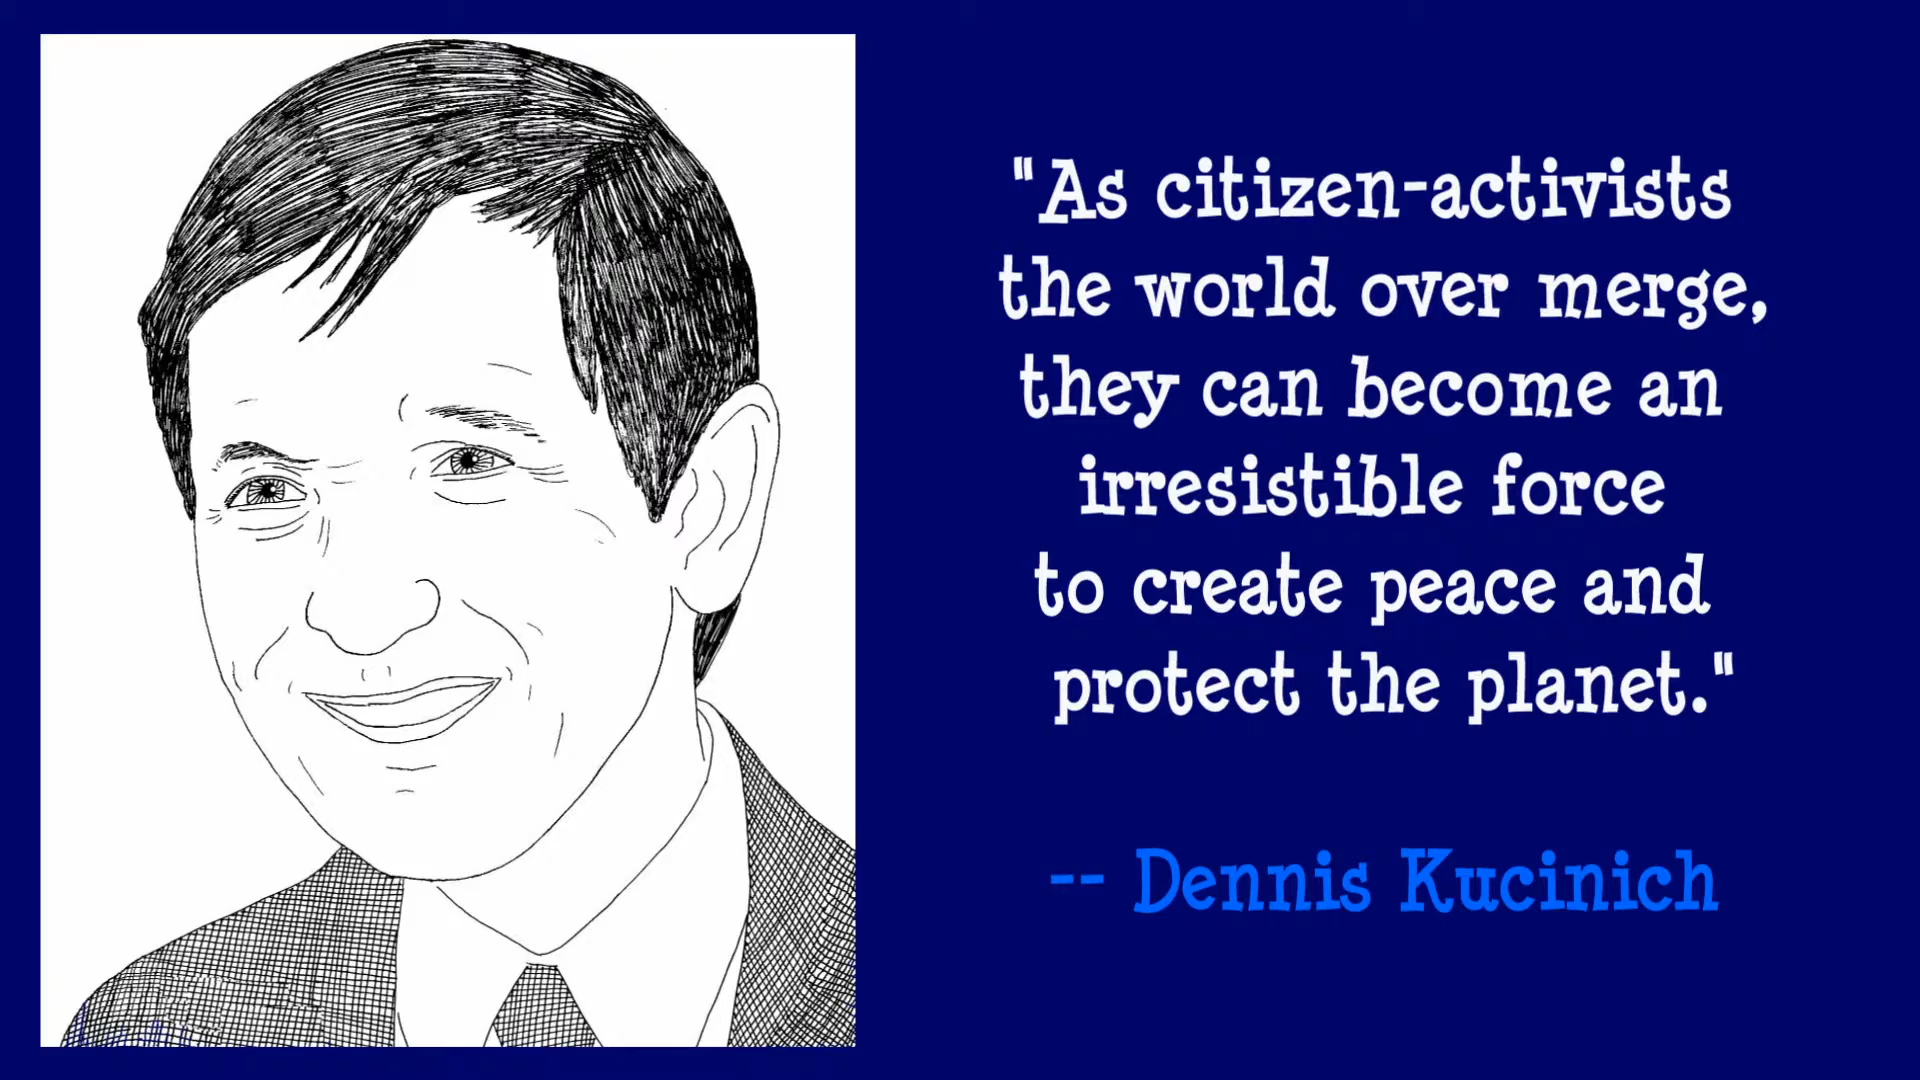 "As citizen-activists
the world over merge,
they can become an
irresistible force
to create peace and
protect the planet."
-- Dennis Kucinich